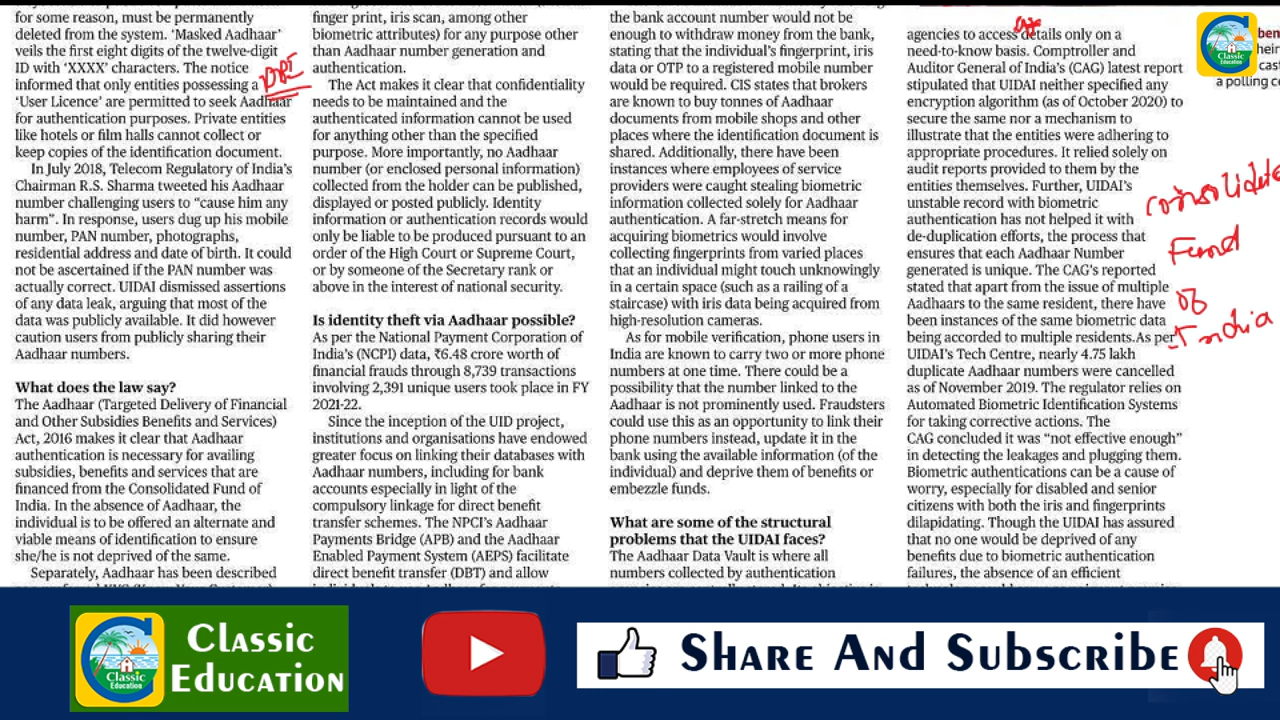 for some reason, must be permanently
deleted from the system. ‘Masked Aadhaar’
veils the first eight digits of the twelve-digit
ID with ‘XXXX’ characters. The notice
informed that only entities possessing a
‘User Licence’ are permitted to seek Aadhaar
for authentication purposes. Private entities
like hotels or film halls cannot collect or
keep copies of the identification document.
In July 2018, Telecom Regulatory of India’s
Chairman R.S. Sharma tweeted his Aadhaar
number challenging users to “cause him any
harm”. In response, users dug up his mobile
number, PAN number, photographs,
residential address and date of birth. It could
not be ascertained if the PAN number was
actually correct. UIDAI dismissed assertions
of any data leak, arguing that most of the
data was publicly available. It did however
caution users from publicly sharing their
Aadhaar numbers.
What does the law say?
The Aadhaar (Targeted Delivery of Financial
and Other Subsidies Benefits and Services)
Act, 2016 makes it clear that Aadhaar
authentication is necessary for availing
subsidies, benefits and services that are
financed from the Consolidated Fund of
India. In the absence of Aadhaar, the
individual is to be offered an alternate and
viable means of identification to ensure
she/he is not deprived of the same.
Separately, Aadhaar has been described
finger print, iris scan, among other
biometric attributes) for any purpose other
than Aadhaar number generation and
authentication.
The Act makes it clear that confidentiality
needs to be maintained and the
authenticated information cannot be used
for anything other than the specified
purpose. More importantly, no Aadhaar
number (or enclosed personal information)
collected from the holder can be published,
displayed or posted publicly. Identity
information or authentication records would
only be liable to be produced pursuant to an
order of the High Court or Supreme Court,
or by someone of the Secretary rank or
above in the interest of national security.
Is identity theft via Aadhaar possible?
As per the National Payment Corporation of
India’s (NCPI) data, ₹6.48 crore worth of
financial frauds through 8,739 transactions
involving 2,391 unique users took place in FY
2021-22.
Since the inception of the UID project,
institutions and organisations have endowed
greater focus on linking their databases with
Aadhaar numbers, including for bank
accounts especially in light of the
compulsory linkage for direct benefit
transfer schemes. The NPCI’s Aadhaar
Payments Bridge (APB) and the Aadhaar
Enabled Payment System (AEPS) facilitate
direct benefit transfer (DBT) and allow
the bank account number would not be
enough to withdraw money from the bank,
stating that the individual’s fingerprint, iris
data or OTP to a registered mobile number
would be required. CIS states that brokers
are known to buy tonnes of Aadhaar
documents from mobile shops and other
places where the identification document is
shared. Additionally, there have been
instances where employees of service
providers were caught stealing biometric
information collected solely for Aadhaar
authentication. A far-stretch means for
acquiring biometrics would involve
collecting fingerprints from varied places
that an individual might touch unknowingly
in a certain space (such as a railing of a
staircase) with iris data being acquired from
high-resolution cameras.
As for mobile verification, phone users in
India are known to carry two or more phone
numbers at one time. There could be a
possibility that the number linked to the
Aadhaar is not prominently used. Fraudsters
could use this as an opportunity to link their
phone numbers instead, update it in the
bank using the available information (of the
individual) and deprive them of benefits or
embezzle funds.
What are some of the structural
problems that the UIDAI faces?
The Aadhaar Data Vault is where all
numbers collected by authentication
agencies to access details only on a
need-to-know basis. Comptroller and
Auditor General of India’s (CAG) latest report
stipulated that UIDAI neither specified any
encryption algorithm (as of October 2020) to
secure the same nor a mechanism to
illustrate that the entities were adhering to
appropriate procedures. It relied solely on
audit reports provided to them by the
entities themselves. Further, UIDAI’s
unstable record with biometric
authentication has not helped it with
de-duplication efforts, the process that
ensures that each Aadhaar Number
generated is unique. The CAG’s reported
stated that apart from the issue of multiple
Aadhaars to the same resident, there have
been instances of the same biometric data
being accorded to multiple residents.As per
UIDAI’s Tech Centre, nearly 4.75 lakh
duplicate Aadhaar numbers were cancelled
as of November 2019. The regulator relies on
Automated Biometric Identification Systems
for taking corrective actions. The
CAG concluded it was “not effective enough”
in detecting the leakages and plugging them.
Biometric authentications can be a cause of
worry, especially for disabled and senior
citizens with both the iris and fingerprints
dilapidating. Though the UIDAI has assured
that no one would be deprived of any
benefits due to biometric authentication
failures, the absence of an efficient
a polling
Fund
of
India
Classic
Education
Classic
Education
Classic
Education
Share And Subscribe